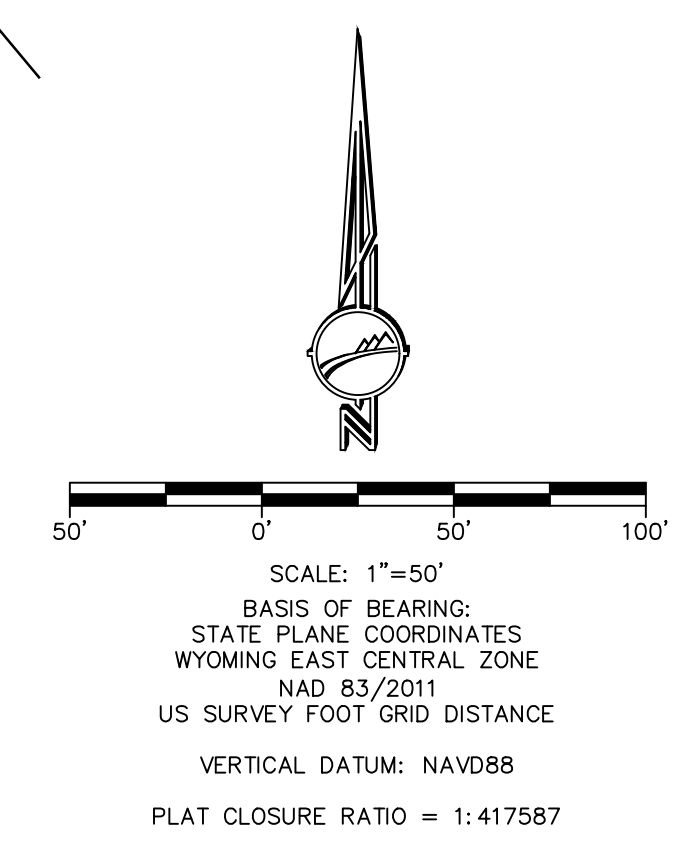 N
50' 0' 50' 100'
SCALE: 1"=50'
BASIS OF BEARING:
STATE PLANE COORDINATES
WYOMING EAST CENTRAL ZONE
NAD 83/2011
US SURVEY FOOT GRID DISTANCE
VERTICAL DATUM: NAVD88
PLAT CLOSURE RATIO = 1:417587